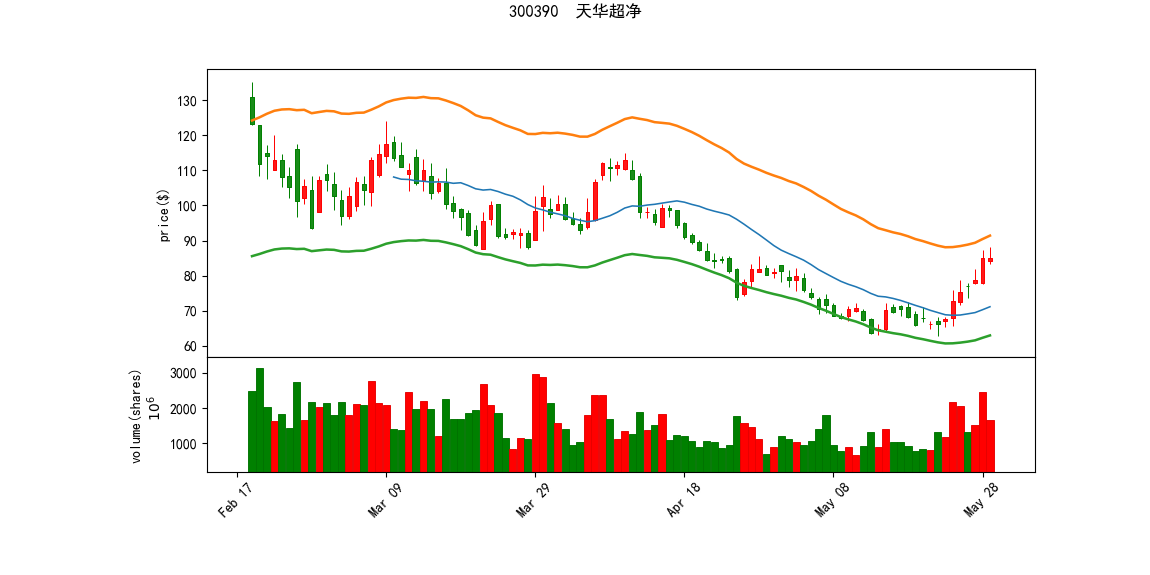 300390 天华超净
price($)
130
120
110
100
90
80
70
60
volume(shares)
10^6
3000
2000
1000
Feb 17
Mar 09
Mar 29
Apr 18
May 08
May 28